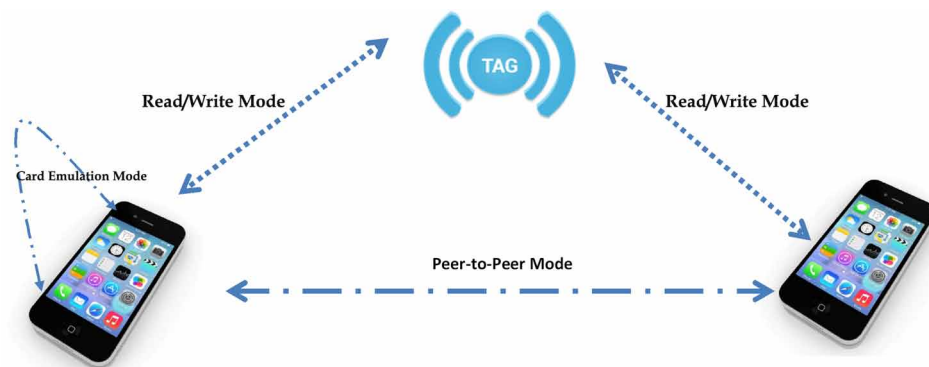 TAG
Read/Write Mode
Read/Write Mode
Card Emulation Mode
Peer-to-Peer Mode